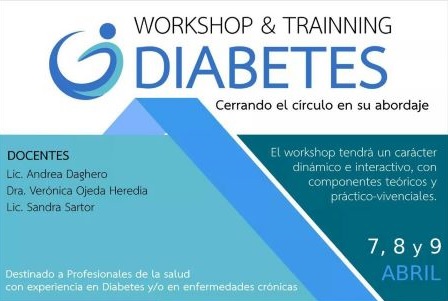 WORKSHOP & TRAINNING
DIABETES
Cerrando el círculo en su abordaje
DOCENTES
Lic. Andrea Daghero
Dra. Verónica Ojeda Heredia
Lic. Sandra Sartor
El workshop tendrá un carácter
dinámico e interactivo, con
componentes teóricos y
práctico-vivenciales.
7, 8 y 9
ABRIL
Destinado a Profesionales de la salud
con experiencia en Diabetes y/o en enfermedades crónicas